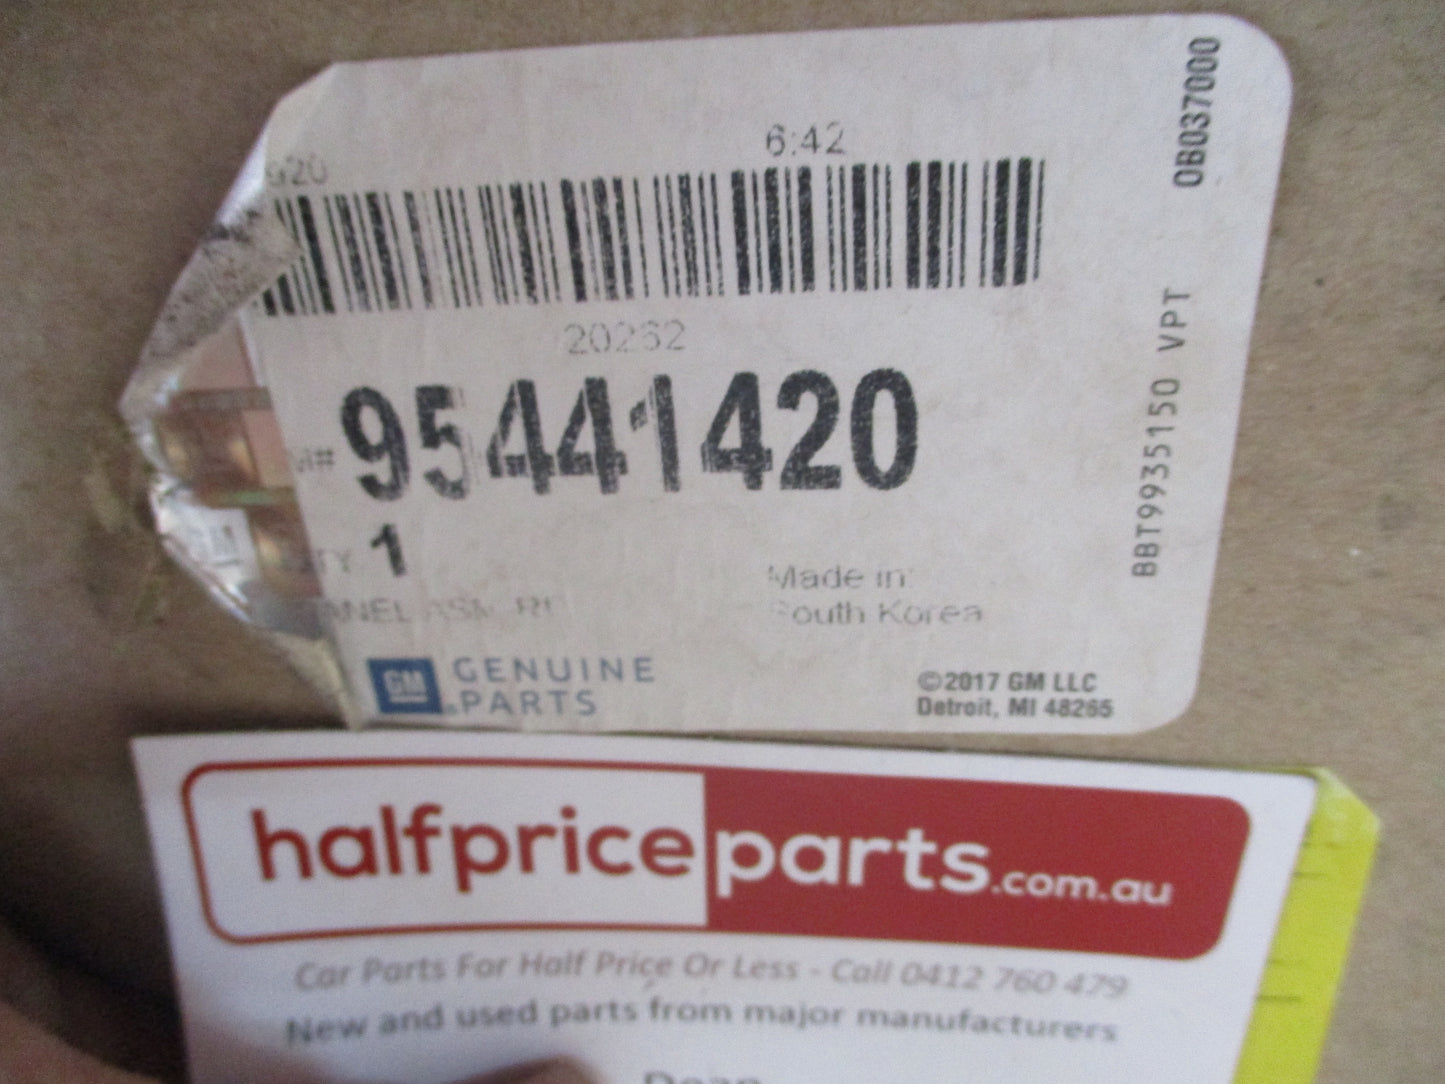 6:42
20262
95441420
1
Made in:
South Korea
GM GENUINE
PARTS
©2017 GM LLC
Detroit, MI 48265
0B037000
BBT9935150 VPT
halfpriceparts.com.au
Car Parts For Half Price Or Less - Call 0412 760 479
New and used parts from major manufacturers